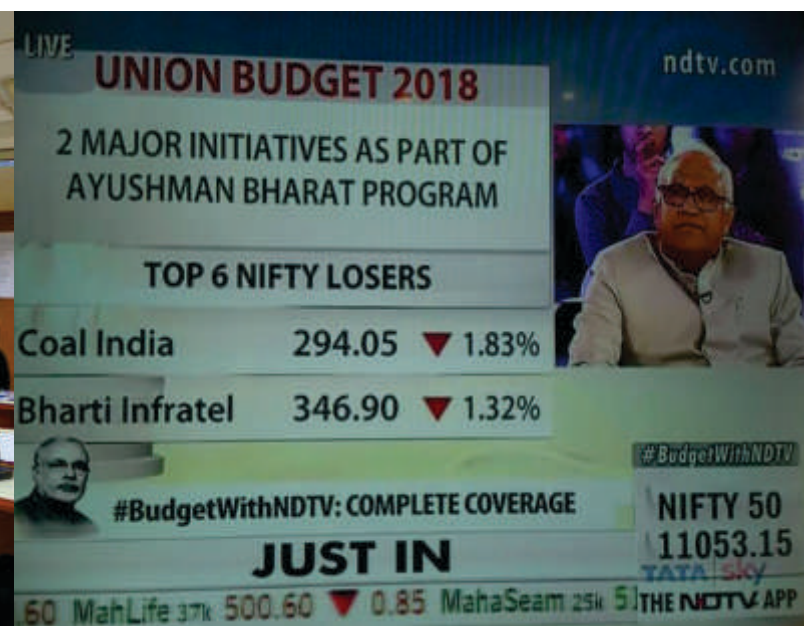 LIVE
ndtv.com
UNION BUDGET 2018
2 MAJOR INITIATIVES AS PART OF
AYUSHMAN BHARAT PROGRAM
TOP 6 NIFTY LOSERS
Coal India 294.05 ▼ 1.83%
Bharti Infratel 346.90 ▼ 1.32%
#BudgetWithNDTV
#BudgetWithNDTV: COMPLETE COVERAGE
NIFTY 50
11053.15
JUST IN
TATA sky
.60 MahLife 37k 500.60 ▼ 0.85 MahaSeam 25k 51
THE NDTV APP